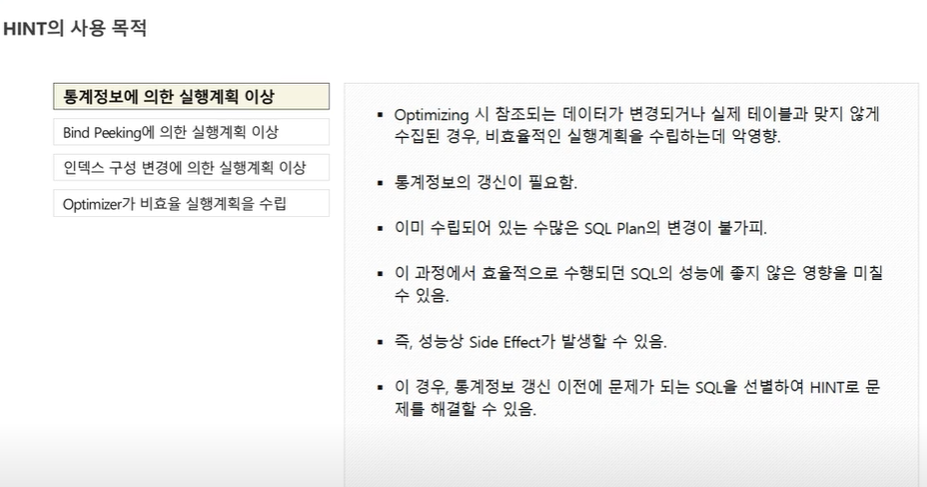 HINT의 사용 목적
통계정보에 의한 실행계획 이상
Bind Peeking에 의한 실행계획 이상
인덱스 구성 변경에 의한 실행계획 이상
Optimizer가 비효율 실행계획을 수립
▪ Optimizing 시 참조되는 데이터가 변경되거나 실제 테이블과 맞지 않게
수집된 경우, 비효율적인 실행계획을 수립하는데 악영향.
▪ 통계정보의 갱신이 필요함.
▪ 이미 수립되어 있는 수많은 SQL Plan의 변경이 불가피.
▪ 이 과정에서 효율적으로 수행되던 SQL의 성능에 좋지 않은 영향을 미칠
수 있음.
▪ 즉, 성능상 Side Effect가 발생할 수 있음.
▪ 이 경우, 통계정보 갱신 이전에 문제가 되는 SQL을 선별하여 HINT로 문
제를 해결할 수 있음.